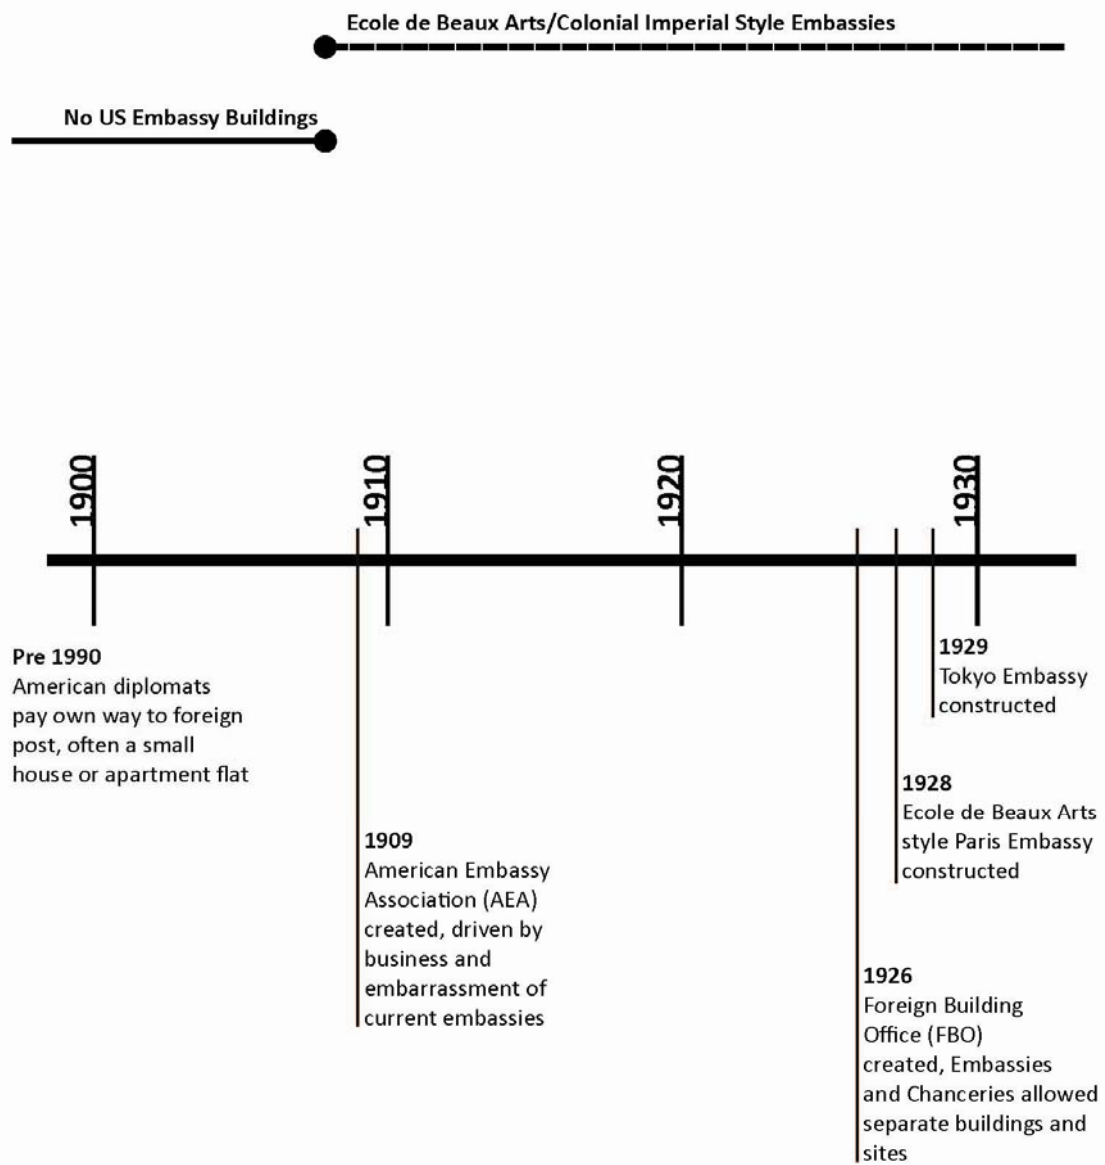 Ecole de Beaux Arts/Colonial Imperial Style Embassies
No US Embassy Buildings
1900
1910
1920
1930
Pre 1990
American diplomats
pay own way to foreign
post, often a small
house or apartment flat
1909
American Embassy
Association (AEA)
created, driven by
business and
embarrassment of
current embassies
1926
Foreign Building
Office (FBO)
created, Embassies
and Chanceries allowed
separate buildings and
sites
1928
Ecole de Beaux Arts
style Paris Embassy
constructed
1929
Tokyo Embassy
constructed